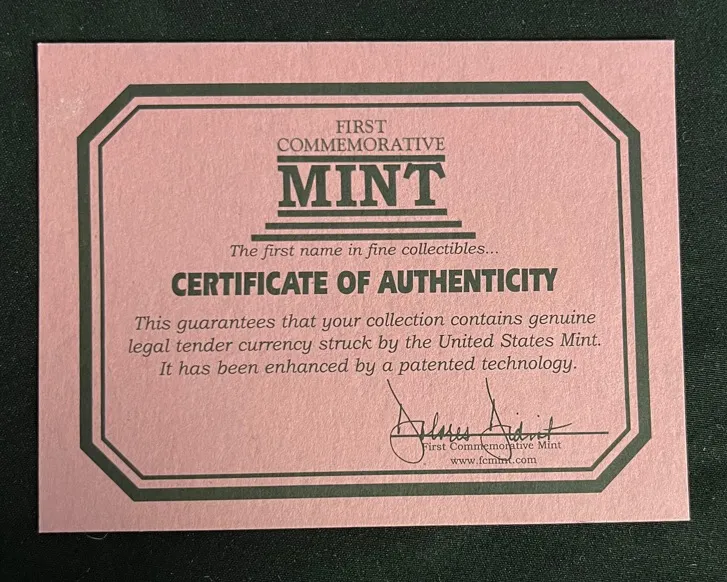 FIRST
COMMEMORATIVE
MINT
The first name in fine collectibles...
CERTIFICATE OF AUTHENTICITY
This guarantees that your collection contains genuine
legal tender currency struck by the United States Mint.
It has been enhanced by a patented technology.
Dolores
First Commemorative Mint
www.fcmint.com